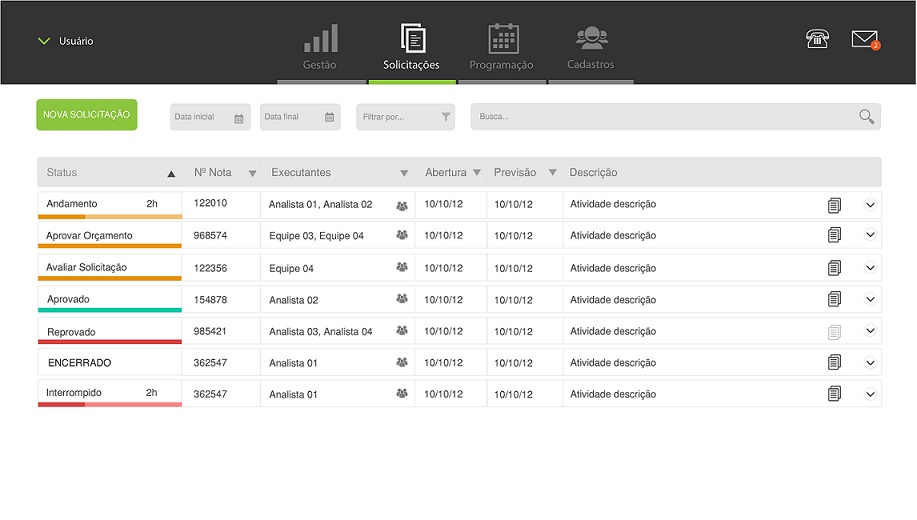 Usuário
Gestão
Solicitações
Programação
Cadastros
2
NOVA SOLICITAÇÃO
Data inicial
Data final
Filtrar por...
Busca...
Status Nº Nota Executantes Abertura Previsão Descrição
Andamento 2h 122010 Analista 01, Analista 02 10/10/12 10/10/12 Atividade descrição
Aprovar Orçamento 968574 Equipe 03, Equipe 04 10/10/12 10/10/12 Atividade descrição
Avaliar Solicitação 122356 Equipe 04 10/10/12 10/10/12 Atividade descrição
Aprovado 154878 Analista 02 10/10/12 10/10/12 Atividade descrição
Reprovado 985421 Analista 03, Analista 04 10/10/12 10/10/12 Atividade descrição
ENCERRADO 362547 Analista 01 10/10/12 10/10/12 Atividade descrição
Interrompido 2h 362547 Analista 01 10/10/12 10/10/12 Atividade descrição